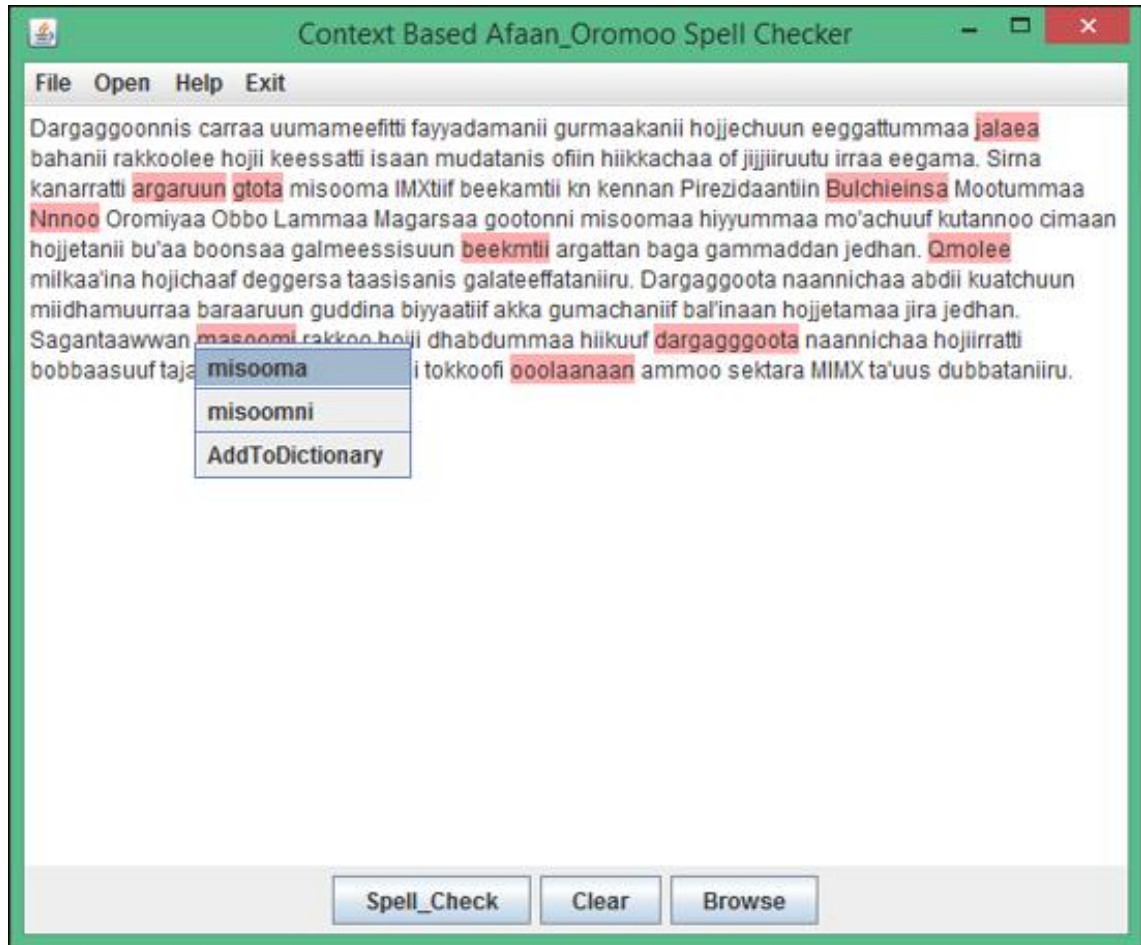 Context Based Afaan_Oromoo Spell Checker
File Open Help Exit
Dargaggoonnis carraa uumameefitti fayyadamanii gurmaakanii hojjechuun eeggattummaa jalaea
bahanii rakkoolee hojii keessatti isaan mudatanis ofiin hiikkachaa of jijjiiruutu irraa eegama. Sirna
kanarratti argaruun gtota misooma IMXtiif beekamtii kn kennan Pirezidaantiin Bulchieinsa Mootummaa
Nnnoo Oromiyaa Obbo Lammaa Magarsaa gootonni misoomaa hiyyummaa mo'achuuf kutannoo cimaan
hojjetanii bu'aa boonsaa galmeessisuun beekmtii argattan baga gammaddan jedhan. Qmolee
milkaa'ina hojichaaf deggersa taasisanis galateeffataniiru. Dargaggoota naannichaa abdii kuatchuun
miidhamuurraa baraaruun guddina biyyaatiif akka gumachaniif bal'inaan hojjetamaa jira jedhan.
Sagantaawwan masoomi rakkoo hojii dhabdummaa hiikuuf dargagggoota naannichaa hojiirratti
bobbaasuuf i tokkoofi ooolaanaan ammoo sektara MIMX ta'uus dubbataniiru.
misooma
misoomni
AddToDictionary
Spell_Check Clear Browse